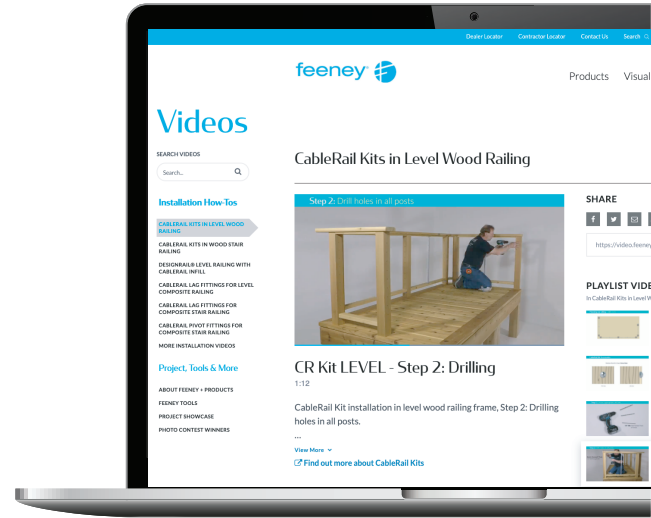 Dealer Locator Contractor Locator Contact Us Search
feeney
Products Visual
Videos
SEARCH VIDEOS
Search..
Installation How-Tos
CABLERAIL KITS IN LEVEL WOOD
RAILING
CABLERAIL KITS IN WOOD STAIR
RAILING
DESIGNRAIL® LEVEL RAILING WITH
CABLERAIL INFILL
CABLERAIL LAG FITTINGS FOR LEVEL
COMPOSITE RAILING
CABLERAIL LAG FITTINGS FOR
COMPOSITE STAIR RAILING
CABLERAIL PIVOT FITTINGS FOR
COMPOSITE STAIR RAILING
MORE INSTALLATION VIDEOS
Project, Tools & More
ABOUT FEENEY + PRODUCTS
FEENEY TOOLS
PROJECT SHOWCASE
PHOTO CONTEST WINNERS
CableRail Kits in Level Wood Railing
Step 2: Drill holes in all posts
CR Kit LEVEL - Step 2: Drilling
1:12
CableRail Kit installation in level wood railing frame, Step 2: Drilling
holes in all posts.
...
View More
Find out more about CableRail Kits
SHARE
https://video.feeney
PLAYLIST VIDE
In CableRail Kits in Level W